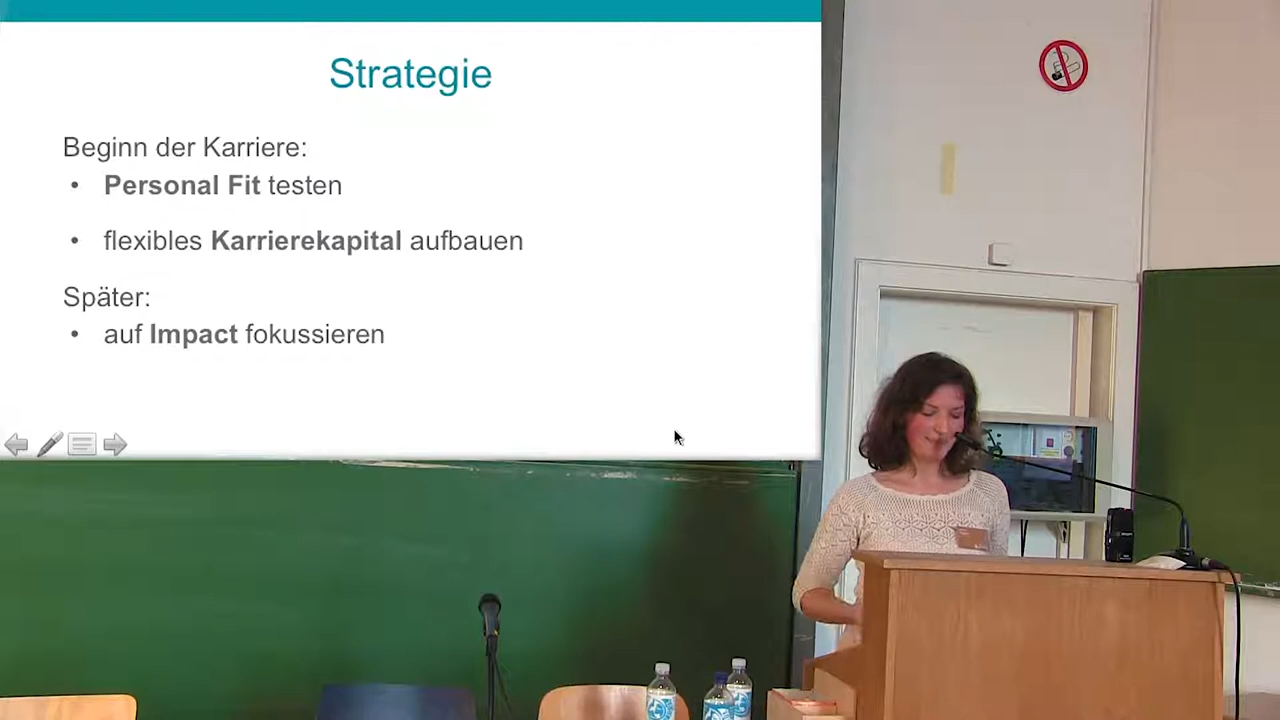 Strategie
Beginn der Karriere:
• Personal Fit testen
• flexibles Karrierekapital aufbauen
Später:
• auf Impact fokussieren